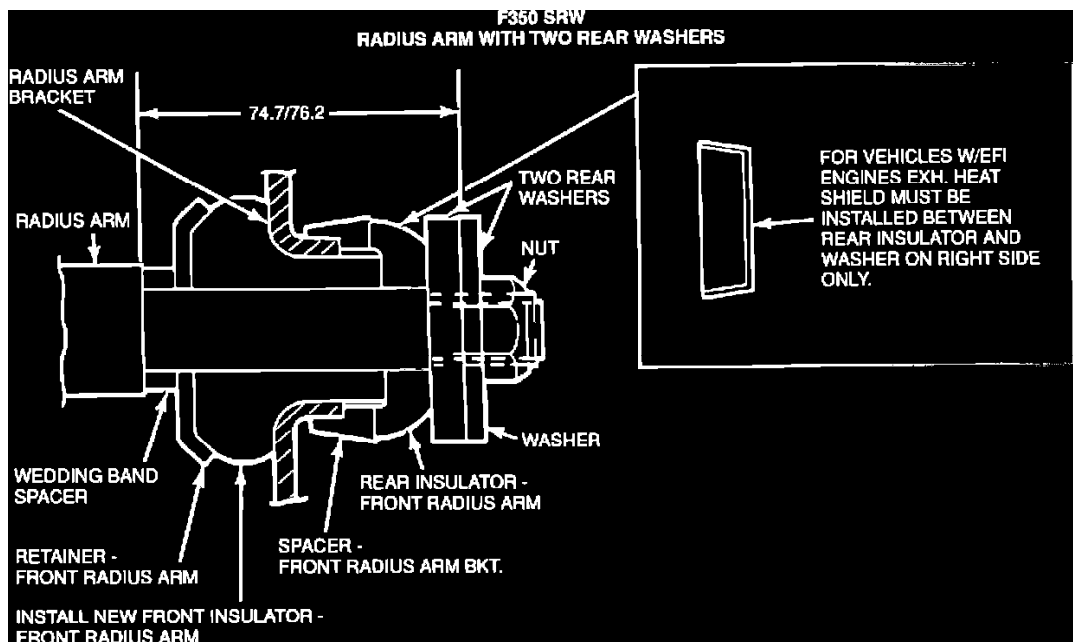 F350 SRW
RADIUS ARM WITH TWO REAR WASHERS
RADIUS ARM
BRACKET
74.7/76.2
TWO REAR
WASHERS
FOR VEHICLES W/EFI
ENGINES EXH. HEAT
SHIELD MUST BE
INSTALLED BETWEEN
REAR INSULATOR AND
WASHER ON RIGHT SIDE
ONLY.
RADIUS ARM
NUT
WASHER
WEDDING BAND
SPACER
REAR INSULATOR -
FRONT RADIUS ARM
SPACER -
FRONT RADIUS ARM BKT.
RETAINER -
FRONT RADIUS ARM
INSTALL NEW FRONT INSULATOR -
FRONT RADIUS ARM